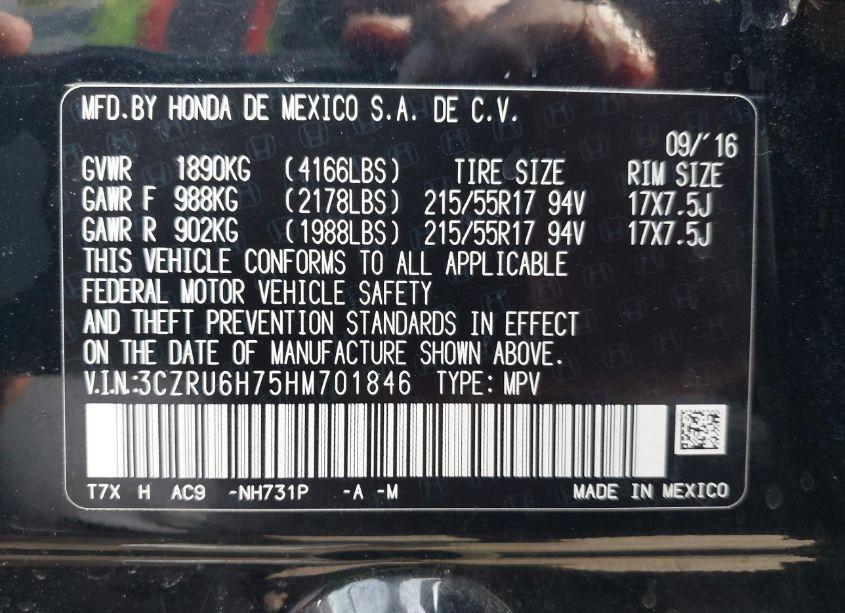 MFD.BY HONDA DE MEXICO S.A. DE C.V.
09/'16
GVWR 1890KG (4166LBS) TIRE SIZE RIM SIZE
GAWR F 988KG (2178LBS) 215/55R17 94V 17X7.5J
GAWR R 902KG (1988LBS) 215/55R17 94V 17X7.5J
THIS VEHICLE CONFORMS TO ALL APPLICABLE
FEDERAL MOTOR VEHICLE SAFETY
AND THEFT PREVENTION STANDARDS IN EFFECT
ON THE DATE OF MANUFACTURE SHOWN ABOVE.
V.I.N.:3CZRU6H75HM701846 TYPE: MPV
T7X H AC9 -NH731P -A -M MADE IN MEXICO